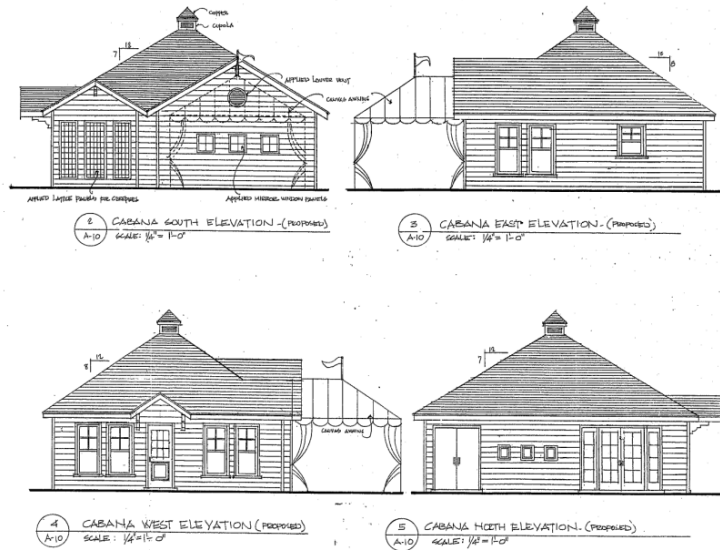 COPPER
CUPOLA
12
7
APPLIED LOUVER VENT
CANVAS AWNING
APPLIED LATICE PANELS FOR CREEPERS
APPLIED MIRROR WINDOW PANELS
2
A-10
CABANA SOUTH ELEVATION - (PROPOSED)
SCALE: 1/4" = 1'-0"
12
8
3
A-10
CABANA EAST ELEVATION - (PROPOSED)
SCALE: 1/4" = 1'-0"
12
8
CANVAS AWNING
4
A-10
CABANA WEST ELEVATION (PROPOSED)
SCALE: 1/4" = 1'-0"
12
7
5
A-10
CABANA NORTH ELEVATION - (PROPOSED)
SCALE: 1/4" = 1'-0"